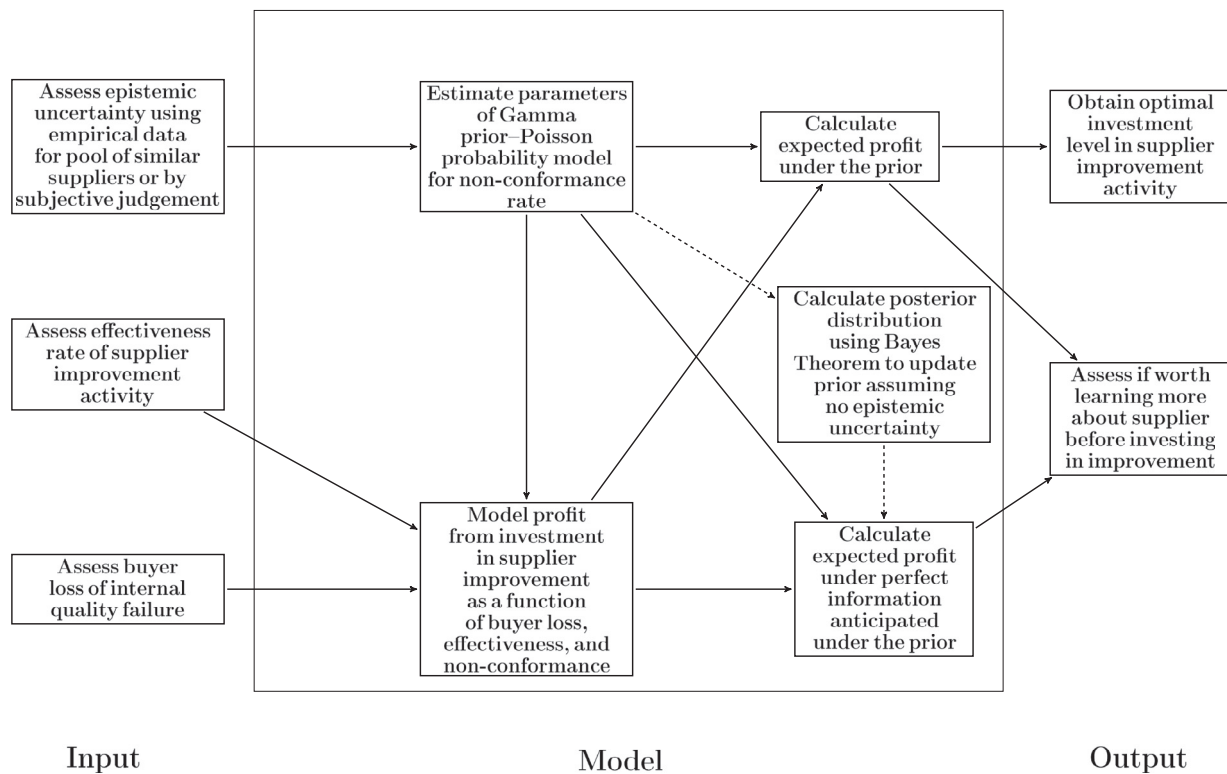 Assess epistemic
uncertainty using
empirical data
for pool of similar
suppliers or by
subjective judgement
Estimate parameters
of Gamma
prior–Poisson
probability model
for non-conformance
rate
Calculate
expected profit
under the prior
Obtain optimal
investment
level in supplier
improvement
activity
Assess effectiveness
rate of supplier
improvement
activity
Calculate posterior
distribution
using Bayes
Theorem to update
prior assuming
no epistemic
uncertainty
Assess if worth
learning more
about supplier
before investing
in improvement
Assess buyer
loss of internal
quality failure
Model profit
from investment
in supplier
improvement
as a function
of buyer loss,
effectiveness, and
non-conformance
Calculate
expected profit
under perfect
information
anticipated
under the prior
Input
Model
Output